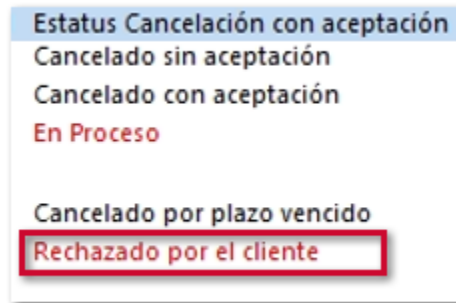 Estatus Cancelación con aceptación
Cancelado sin aceptación
Cancelado con aceptación
En Proceso
Cancelado por plazo vencido
Rechazado por el cliente